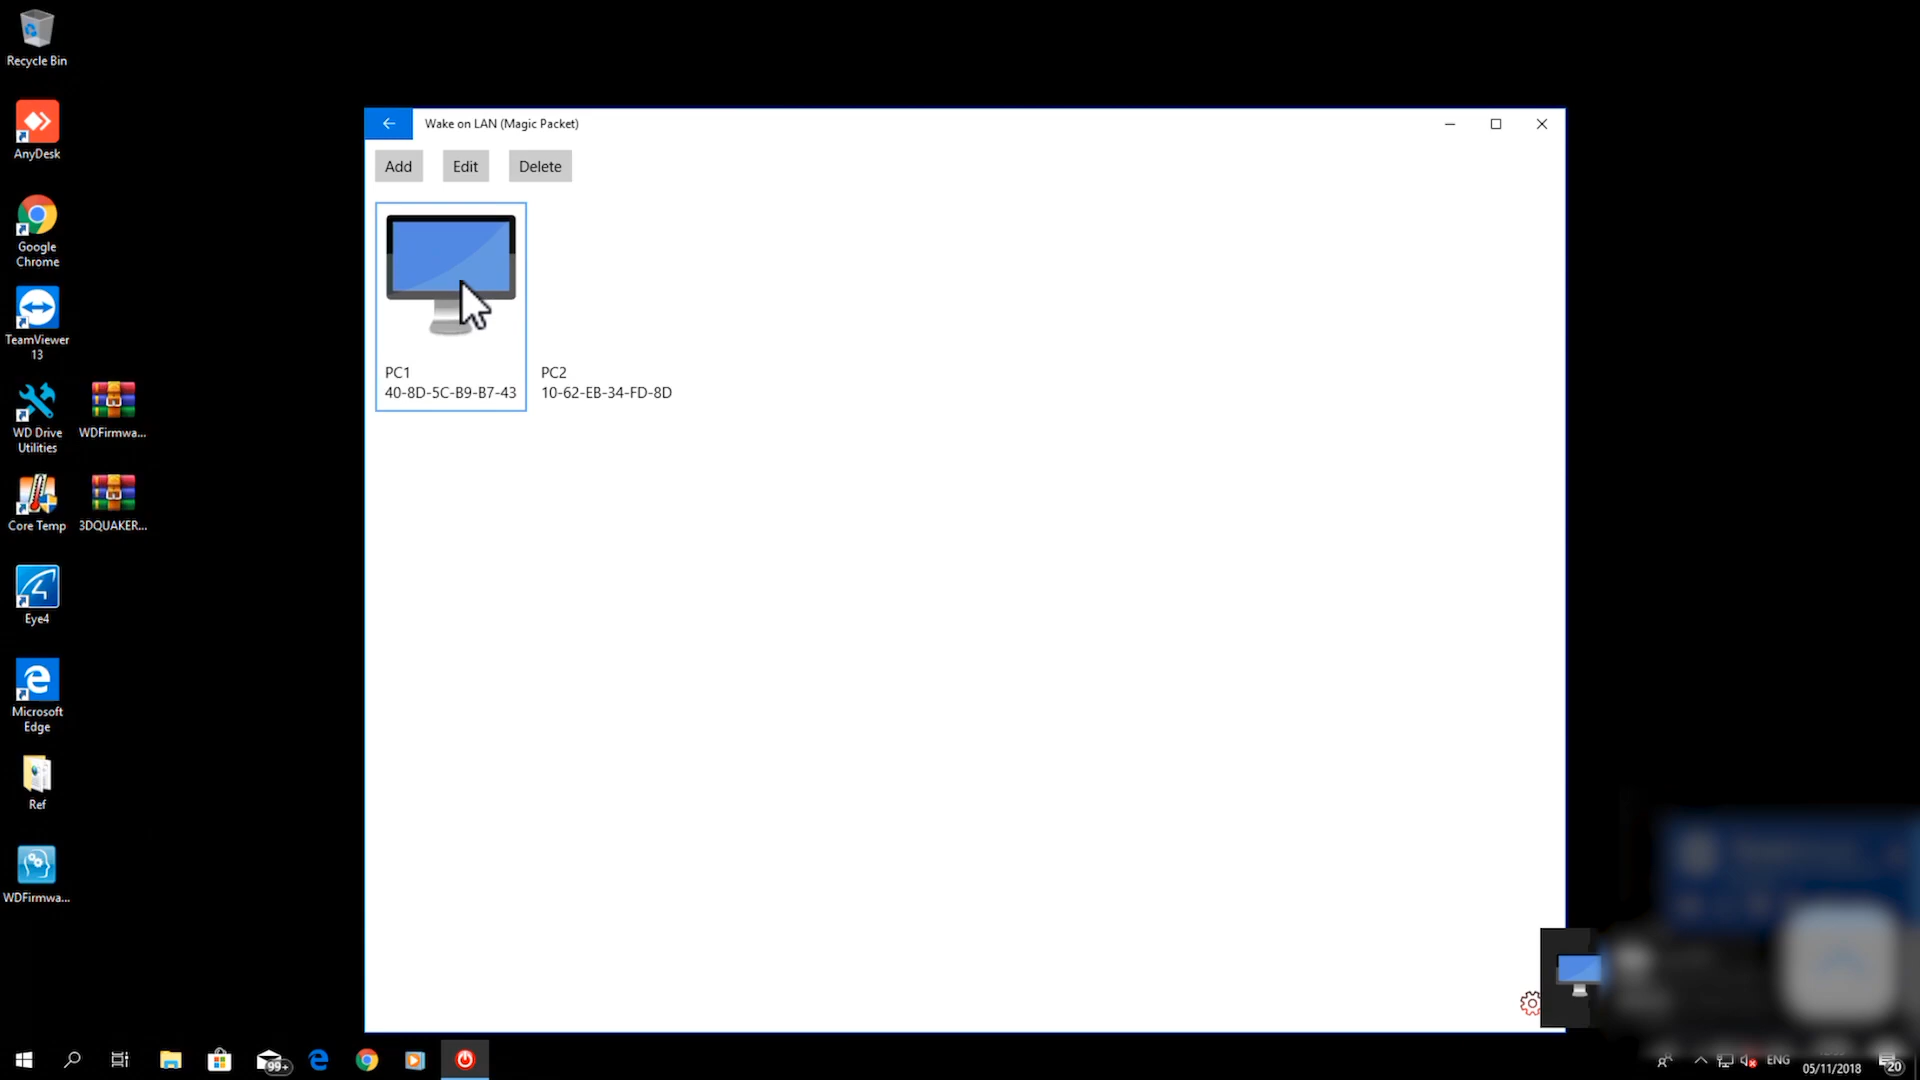 Recycle Bin
AnyDesk
Google
Chrome
TeamViewer
13
WD Drive
Utilities
WDFirmwa...
Core Temp
3DQUAKER...
Eye4
Microsoft
Edge
Ref
WDFirmwa...
Wake on LAN (Magic Packet)
Add
Edit
Delete
PC1
40-8D-5C-B9-B7-43
PC2
10-62-EB-34-FD-8D
99+
ENG
05/11/2018
20